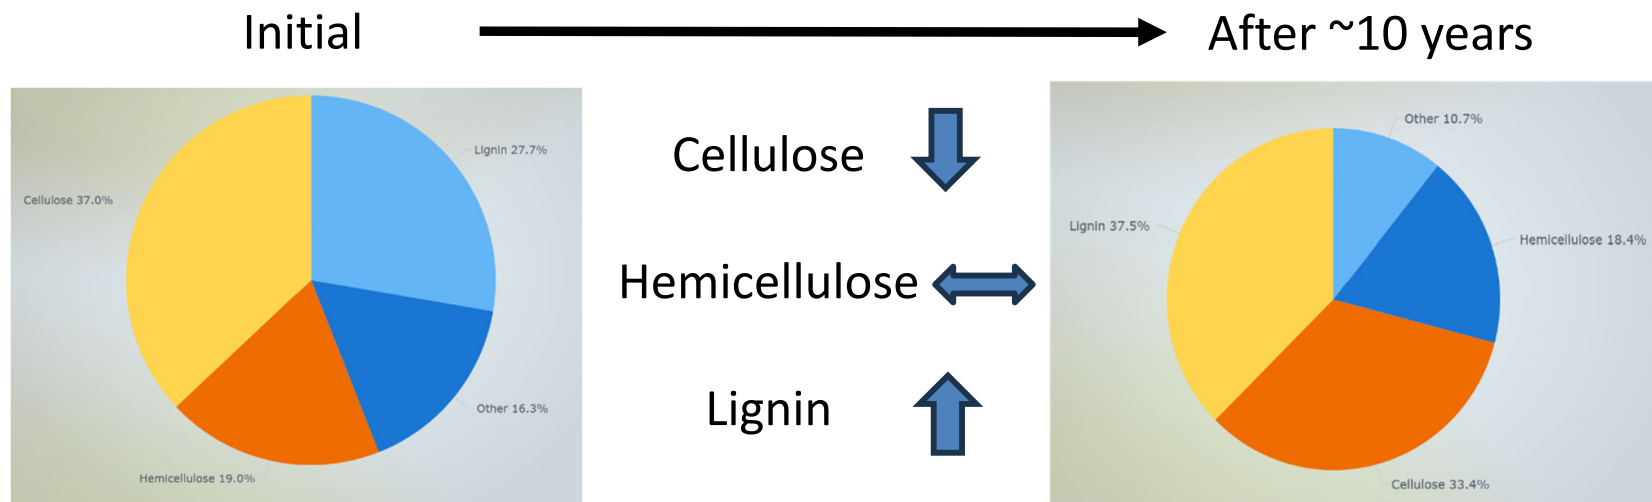 Initial
After ~10 years
Lignin 27.7%
Cellulose 37.0%
Other 16.3%
Hemicellulose 19.0%
Cellulose
Hemicellulose
Lignin
Other 10.7%
Lignin 37.5%
Hemicellulose 18.4%
Cellulose 33.4%